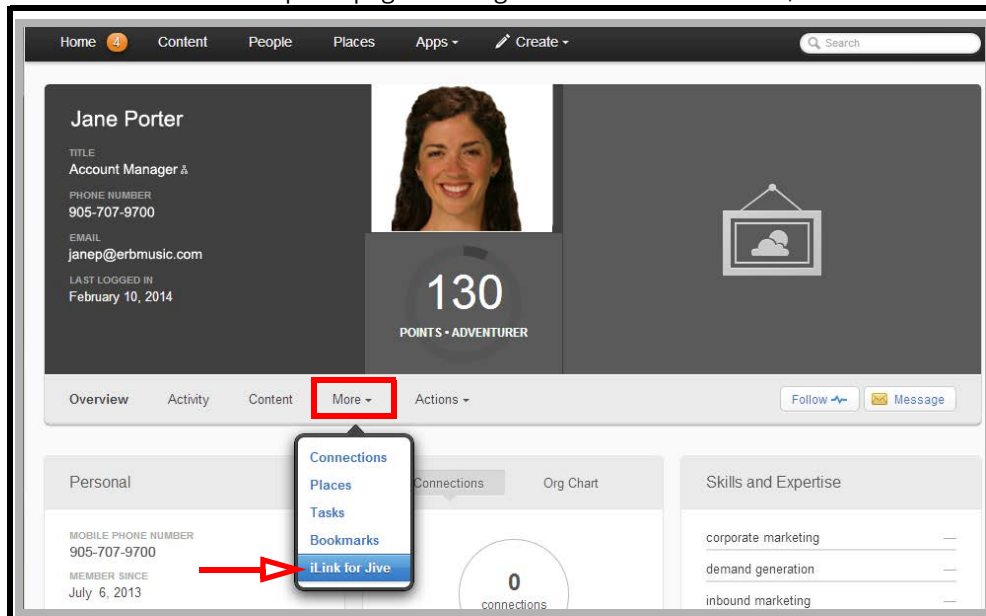 Home 4 Content People Places Apps Create Search
Jane Porter
TITLE
Account Manager
PHONE NUMBER
905-707-9700
EMAIL
janep@erbmusic.com
LAST LOGGED IN
February 10, 2014
130
POINTS • ADVENTURER
Overview Activity Content More Actions Follow Message
Connections
Places
Tasks
Bookmarks
iLink for Jive
Personal
MOBILE PHONE NUMBER
905-707-9700
MEMBER SINCE
July 6, 2013
Connections Org Chart
0
connections
Skills and Expertise
corporate marketing —
demand generation —
inbound marketing —